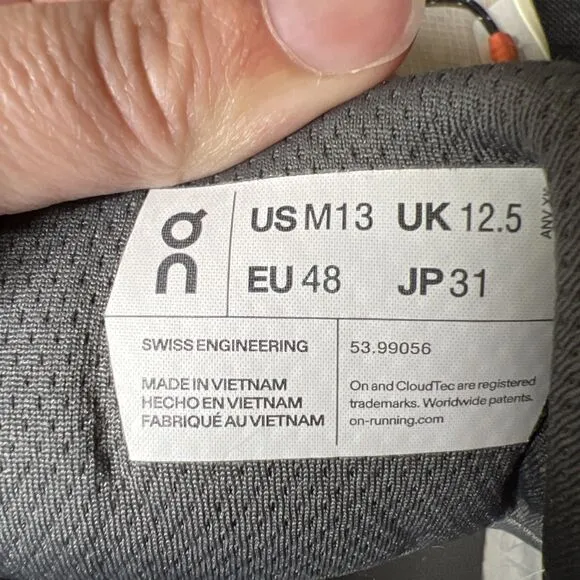 US M13 UK 12.5
EU 48 JP 31
SWISS ENGINEERING
53.99056
MADE IN VIETNAM
HECHO EN VIETNAM
FABRIQUÉ AU VIETNAM
On and CloudTec are registered
trademarks. Worldwide patents.
on-running.com
ANV